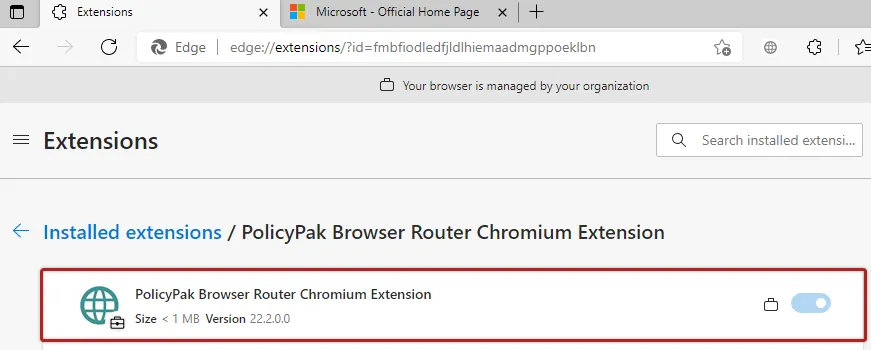 Extensions
Microsoft - Official Home Page
Edge edge://extensions/?id=fmbfiodledfjldlhiemaadmgppoeklbn
Your browser is managed by your organization
Extensions
Search installed extensi...
Installed extensions / PolicyPak Browser Router Chromium Extension
PolicyPak Browser Router Chromium Extension
Size < 1 MB Version 22.2.0.0